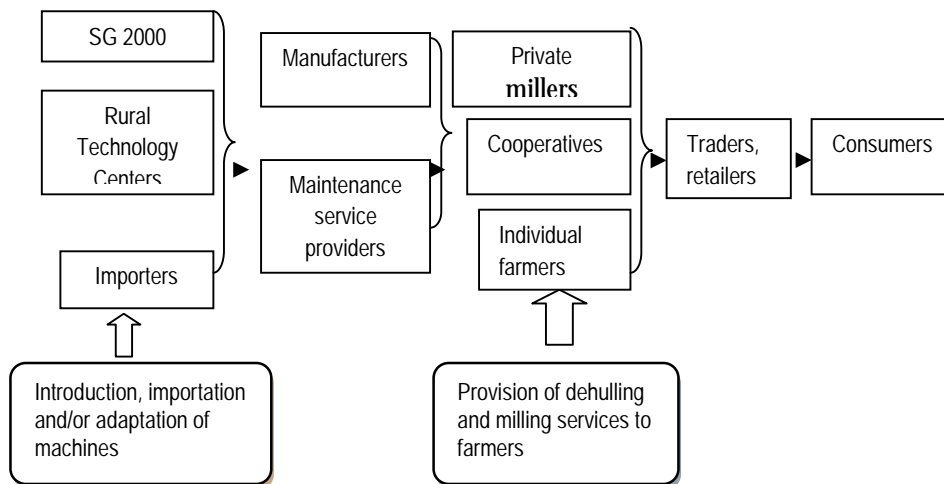 SG 2000
Rural
Technology
Centers
Importers
Manufacturers
Maintenance
service
providers
Private
millers
Cooperatives
Individual
farmers
Traders,
retailers
Consumers
Introduction, importation
and/or adaptation of
machines
Provision of dehulling
and milling services to
farmers